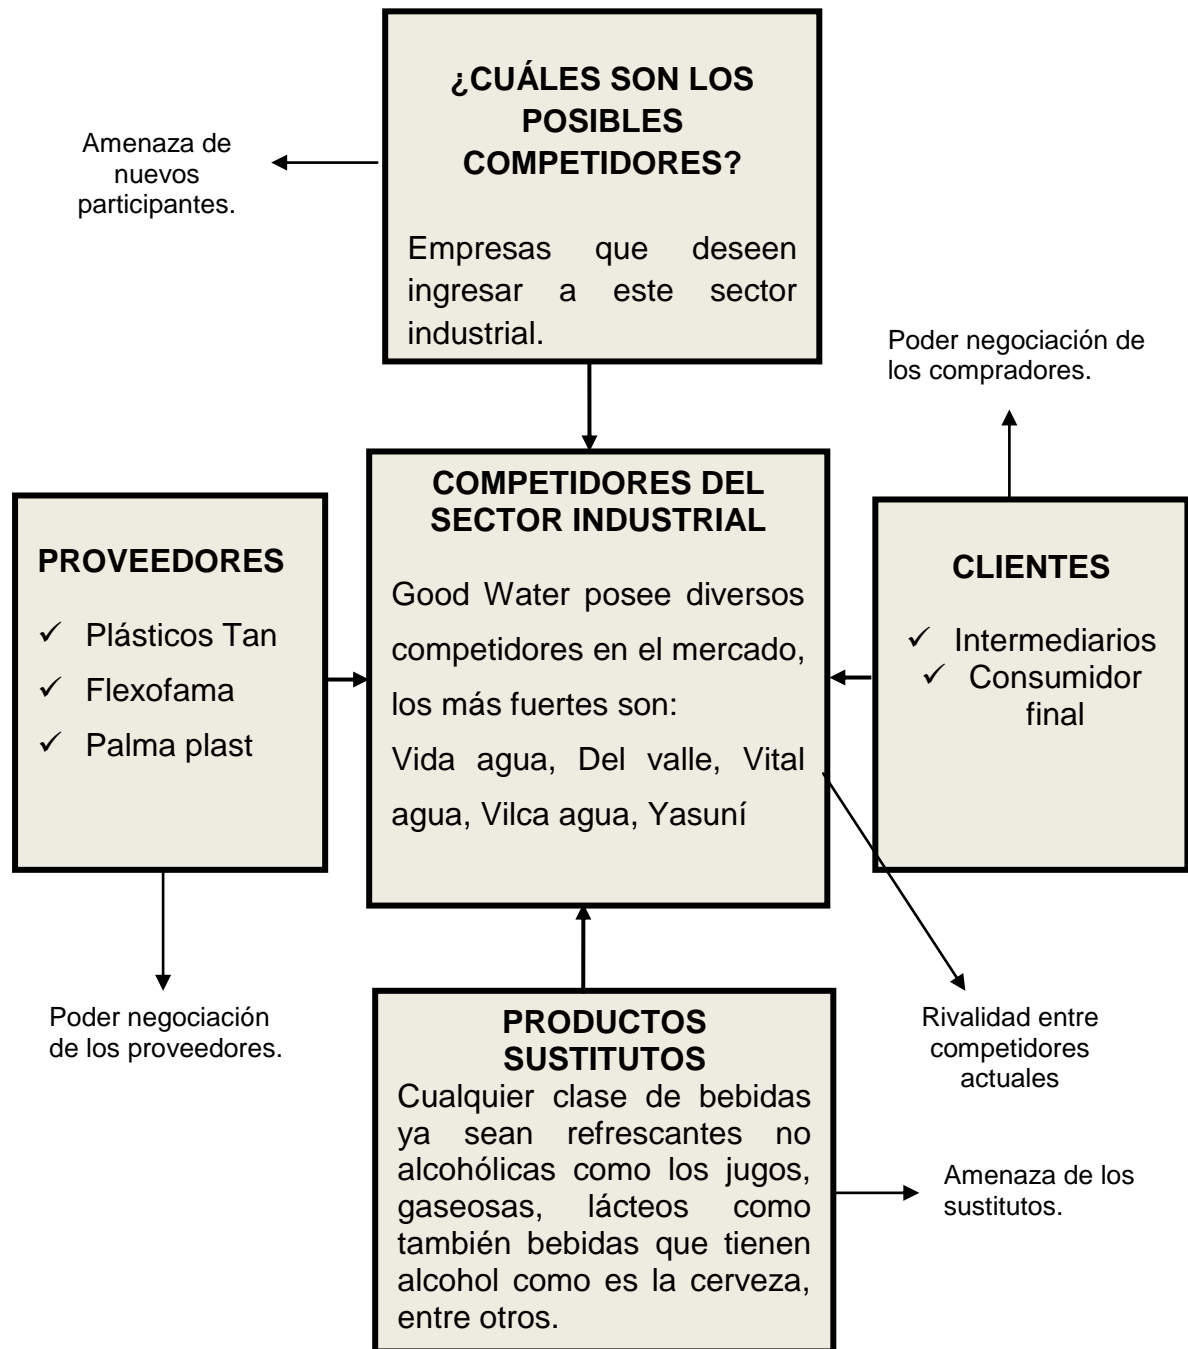 ¿CUÁLES SON LOS
POSIBLES
COMPETIDORES?
Empresas que deseen
ingresar a este sector
industrial.
Amenaza de
nuevos
participantes.
Poder negociación de
los compradores.
PROVEEDORES
✓ Plásticos Tan
✓ Flexofama
✓ Palma plast
COMPETIDORES DEL
SECTOR INDUSTRIAL
Good Water posee diversos
competidores en el mercado,
los más fuertes son:
Vida agua, Del valle, Vital
agua, Vilca agua, Yasuní
CLIENTES
✓ Intermediarios
✓ Consumidor
final
Poder negociación
de los proveedores.
Rivalidad entre
competidores
actuales
PRODUCTOS
SUSTITUTOS
Cualquier clase de bebidas
ya sean refrescantes no
alcohólicas como los jugos,
gaseosas, lácteos como
también bebidas que tienen
alcohol como es la cerveza,
entre otros.
Amenaza de los
sustitutos.